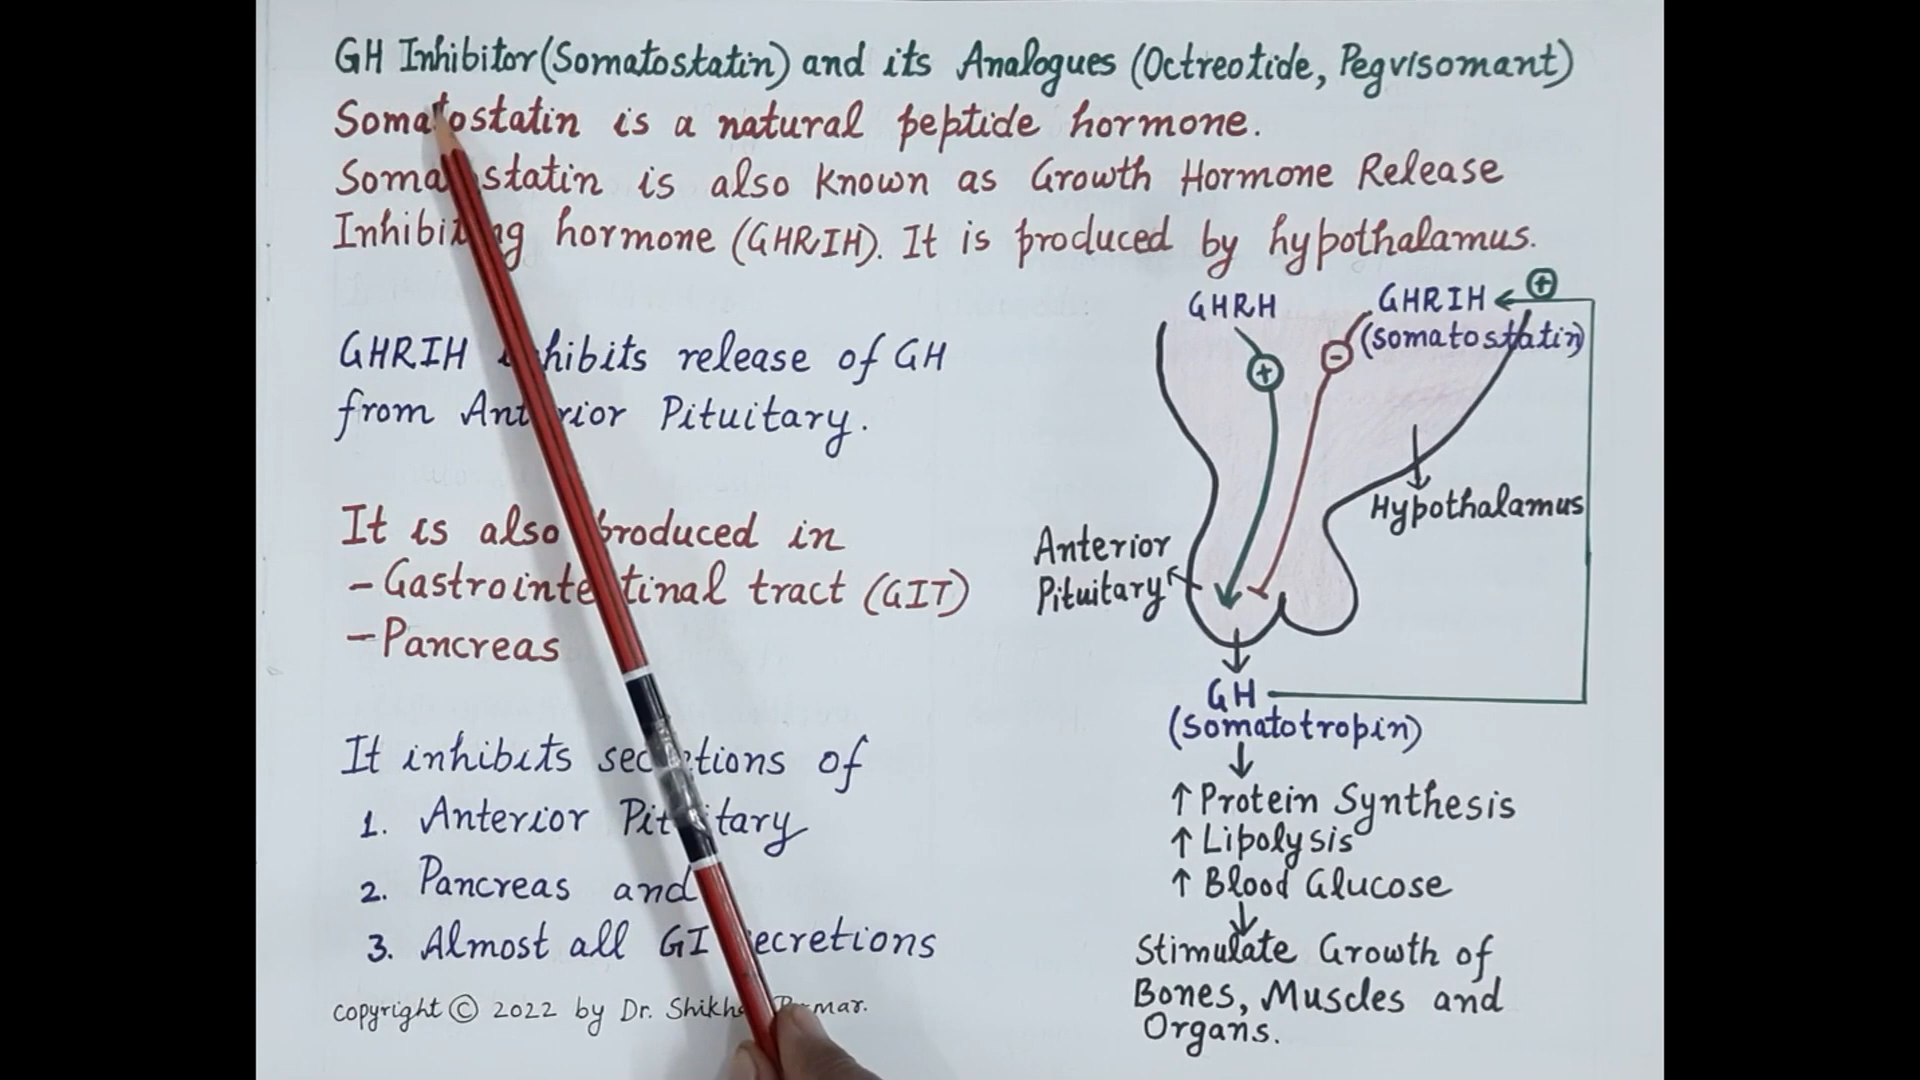 GH Inhibitor (Somatostatin) and its Analogues (Octreotide, Pegvisomant)
Somatostatin is a natural peptide hormone.
Somatostatin is also known as Growth Hormone Release
Inhibiting hormone (GHRIH). It is produced by hypothalamus.
GHRIH inhibits release of GH
from Anterior Pituitary.
It is also produced in
- Gastrointestinal tract (GIT)
- Pancreas
It inhibits secretions of
1. Anterior Pituitary
2. Pancreas and
3. Almost all GI secretions
copyright © 2022 by Dr. Shikha Parmar.
GHRH
GHRIH
+
(Somatostatin)
-
+
Hypothalamus
Anterior
Pituitary
GH
(Somatotropin)
↓
↑ Protein Synthesis
↑ Lipolysis
↑ Blood Glucose
↓
Stimulate Growth of
Bones, Muscles and
Organs.